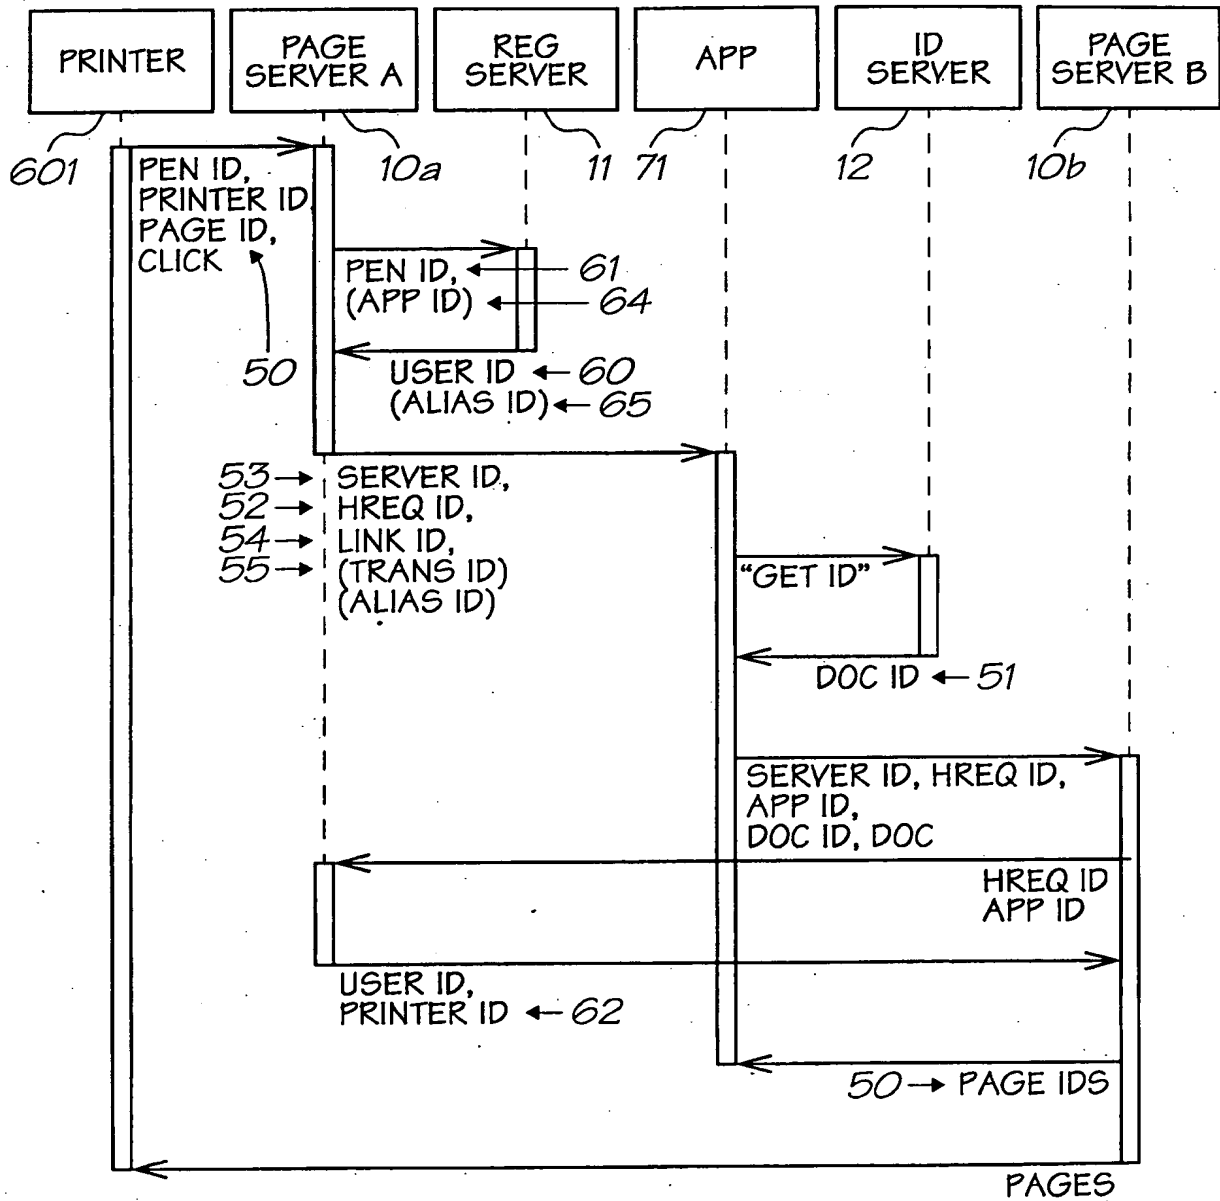 PRINTER
PAGE
SERVER A
REG
SERVER
APP
ID
SERVER
PAGE
SERVER B
601
10a
11
71
12
10b
PEN ID,
PRINTER ID,
PAGE ID,
CLICK
50
PEN ID,
61
(APP ID)
64
USER ID
60
(ALIAS ID)
65
53
SERVER ID,
52
HREQ ID,
54
LINK ID,
55
(TRANS ID)
(ALIAS ID)
"GET ID"
DOC ID
51
SERVER ID, HREQ ID,
APP ID,
DOC ID, DOC
HREQ ID
APP ID
USER ID,
PRINTER ID
62
50
PAGE IDS
PAGES